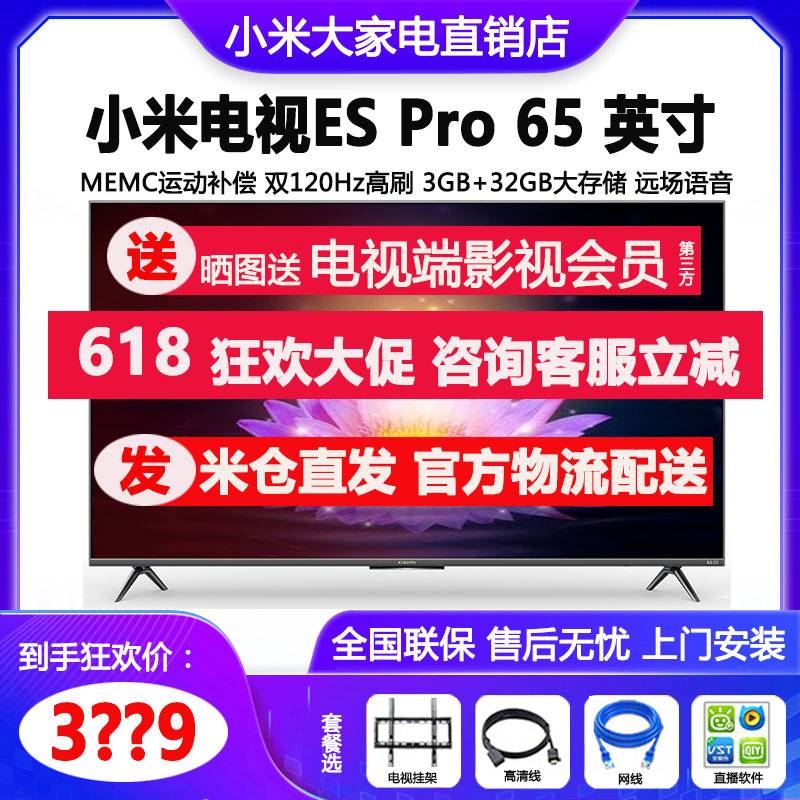 小米大家电直销店
小米电视ES Pro 65 英寸
MEMC运动补偿 双120Hz高刷 3GB+32GB大存储 远场语音
送 晒图送 电视端影视会员 第三方
618 狂欢大促 咨询客服立减
发 米仓直发 官方物流配送
xiaomi
全国联保 售后无忧 上门安装
到手狂欢价：
3??9
套餐选
电视挂架
高清线
网线
VST
全聚合
QIY
直播软件